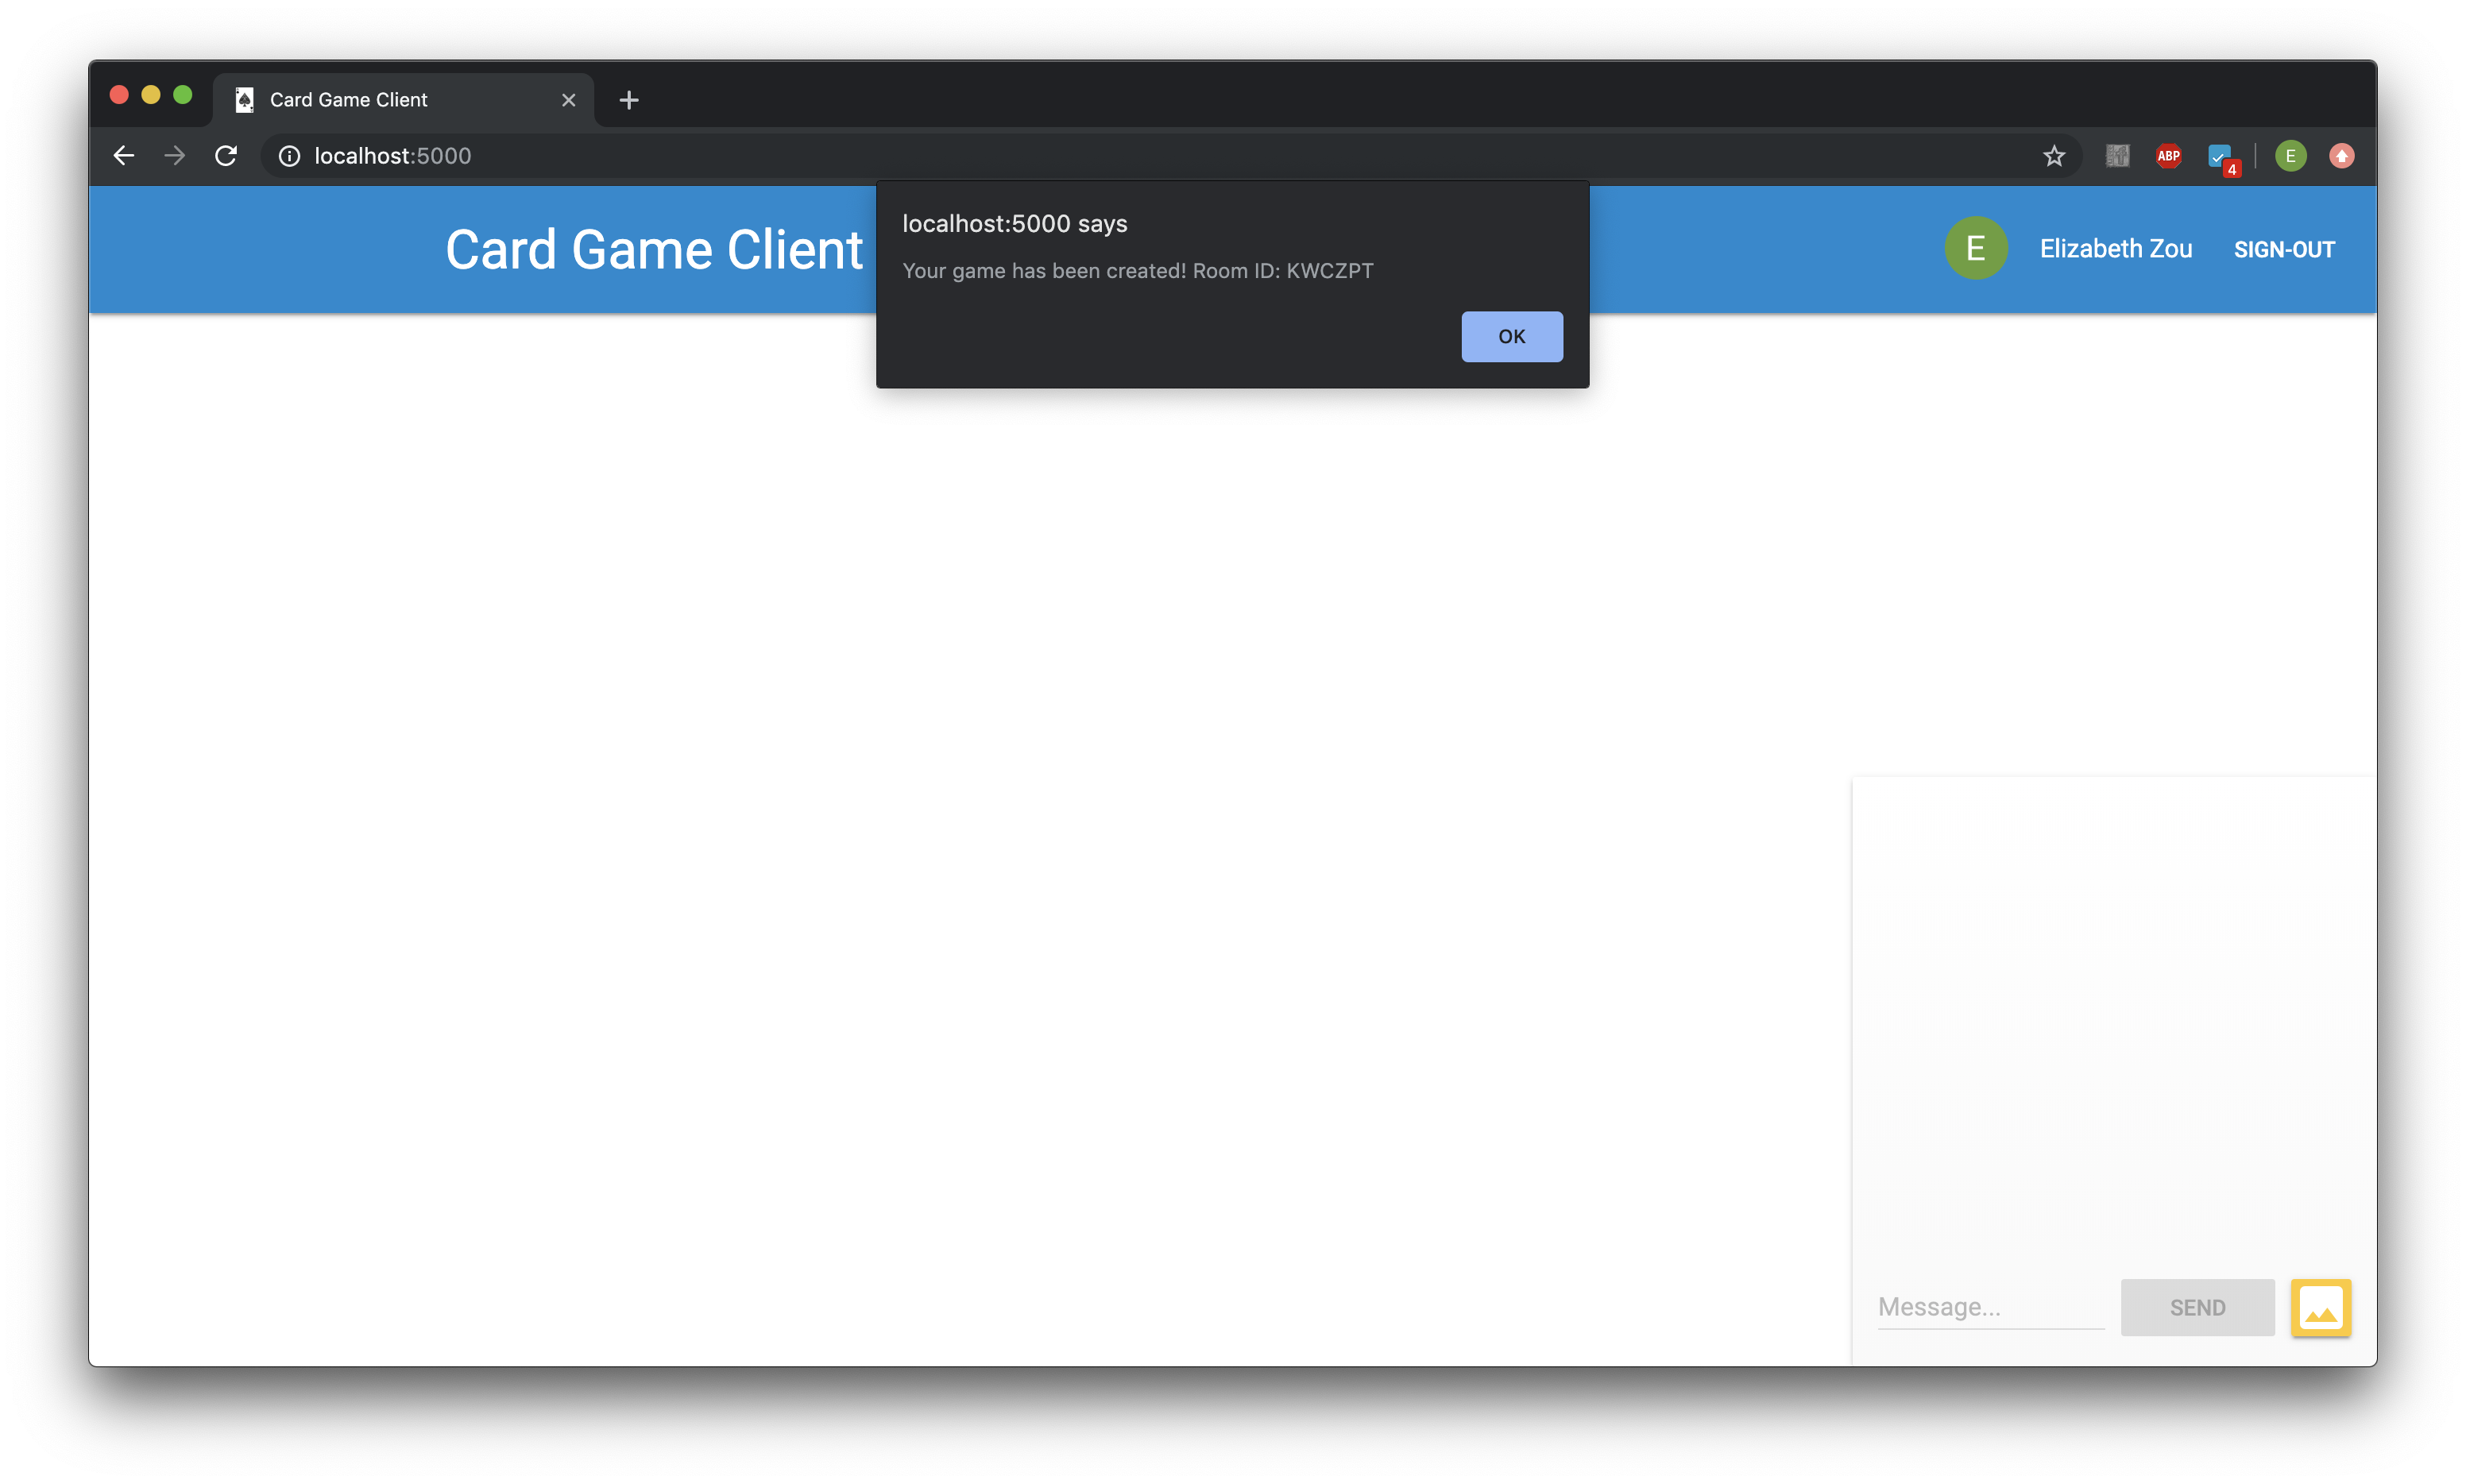 Card Game Client
localhost:5000
ABP
4
E
localhost:5000 says
Your game has been created! Room ID: KWCZPT
OK
Card Game Client
E
Elizabeth Zou
SIGN-OUT
Message...
SEND